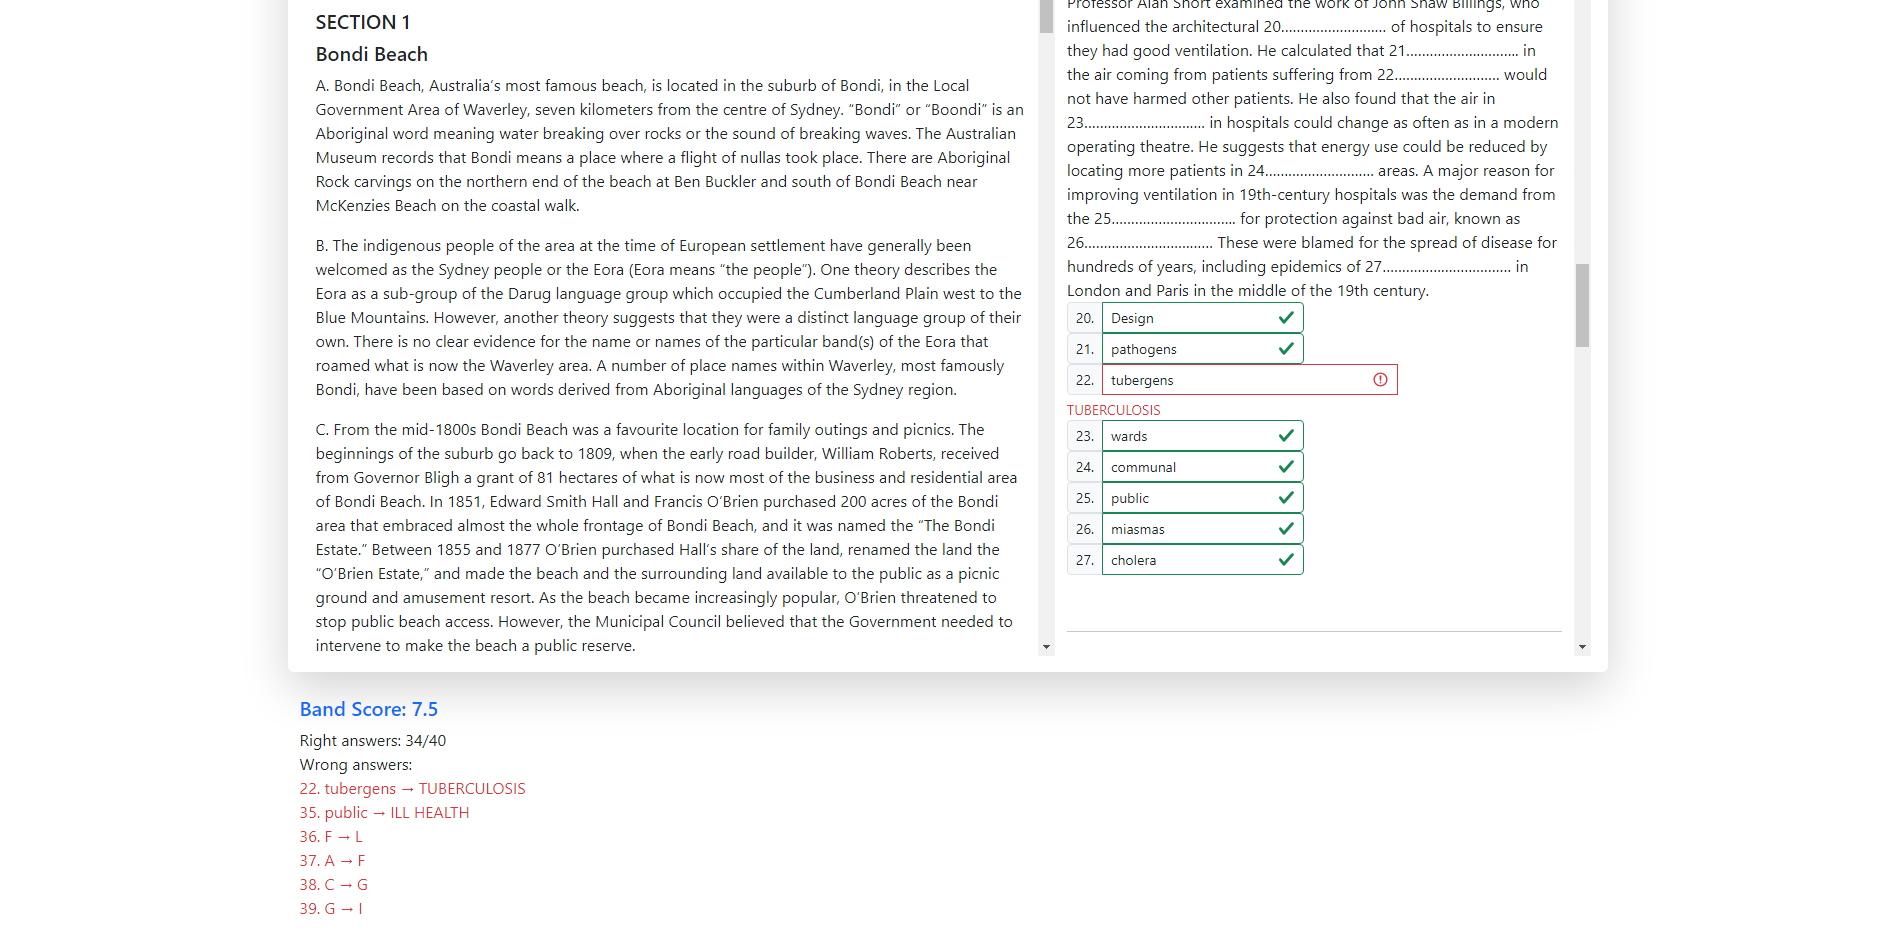 SECTION 1
Bondi Beach
A. Bondi Beach, Australia’s most famous beach, is located in the suburb of Bondi, in the Local
Government Area of Waverley, seven kilometers from the centre of Sydney. “Bondi” or “Boondi” is an
Aboriginal word meaning water breaking over rocks or the sound of breaking waves. The Australian
Museum records that Bondi means a place where a flight of nullas took place. There are Aboriginal
Rock carvings on the northern end of the beach at Ben Buckler and south of Bondi Beach near
McKenzies Beach on the coastal walk.
B. The indigenous people of the area at the time of European settlement have generally been
welcomed as the Sydney people or the Eora (Eora means “the people”). One theory describes the
Eora as a sub-group of the Darug language group which occupied the Cumberland Plain west to the
Blue Mountains. However, another theory suggests that they were a distinct language group of their
own. There is no clear evidence for the name or names of the particular band(s) of the Eora that
roamed what is now the Waverley area. A number of place names within Waverley, most famously
Bondi, have been based on words derived from Aboriginal languages of the Sydney region.
C. From the mid-1800s Bondi Beach was a favourite location for family outings and picnics. The
beginnings of the suburb go back to 1809, when the early road builder, William Roberts, received
from Governor Bligh a grant of 81 hectares of what is now most of the business and residential area
of Bondi Beach. In 1851, Edward Smith Hall and Francis O’Brien purchased 200 acres of the Bondi
area that embraced almost the whole frontage of Bondi Beach, and it was named the “The Bondi
Estate.” Between 1855 and 1877 O’Brien purchased Hall’s share of the land, renamed the land the
“O’Brien Estate,” and made the beach and the surrounding land available to the public as a picnic
ground and amusement resort. As the beach became increasingly popular, O’Brien threatened to
stop public beach access. However, the Municipal Council believed that the Government needed to
intervene to make the beach a public reserve.
Professor Alan Short examined the work of John Shaw Billings, who
influenced the architectural 20........................... of hospitals to ensure
they had good ventilation. He calculated that 21............................. in
the air coming from patients suffering from 22........................... would
not have harmed other patients. He also found that the air in
23............................... in hospitals could change as often as in a modern
operating theatre. He suggests that energy use could be reduced by
locating more patients in 24............................ areas. A major reason for
improving ventilation in 19th-century hospitals was the demand from
the 25................................ for protection against bad air, known as
26................................. These were blamed for the spread of disease for
hundreds of years, including epidemics of 27................................. in
London and Paris in the middle of the 19th century.
20. Design
21. pathogens
22. tubergens
TUBERCULOSIS
23. wards
24. communal
25. public
26. miasmas
27. cholera
Band Score: 7.5
Right answers: 34/40
Wrong answers:
22. tubergens → TUBERCULOSIS
35. public → ILL HEALTH
36. F → L
37. A → F
38. C → G
39. G → I